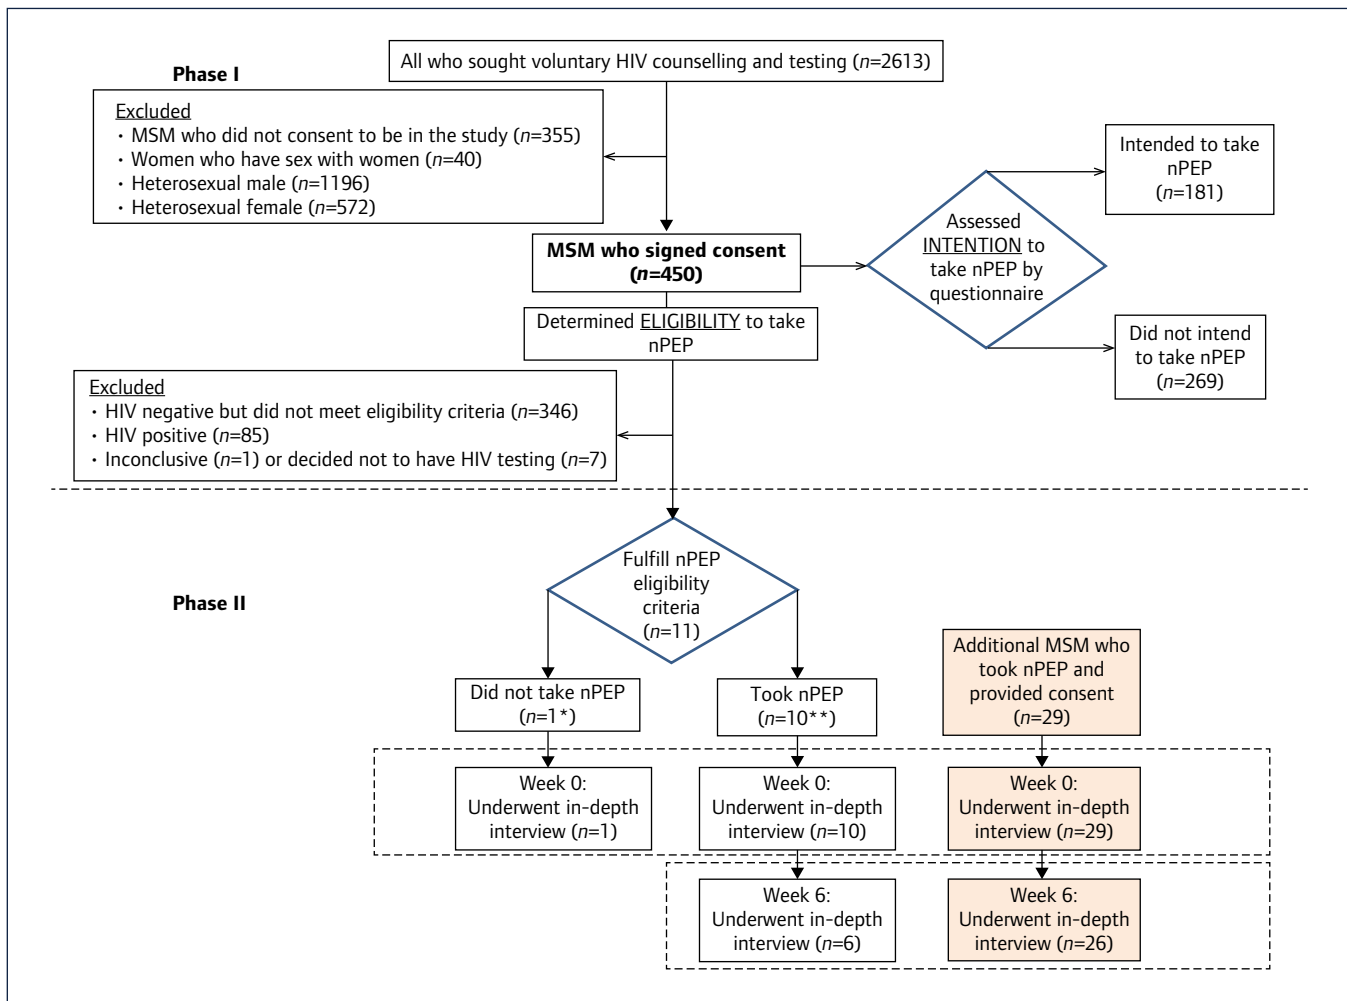 Phase I
All who sought voluntary HIV counselling and testing (n=2613)
Excluded
· MSM who did not consent to be in the study (n=355)
· Women who have sex with women (n=40)
· Heterosexual male (n=1196)
· Heterosexual female (n=572)
MSM who signed consent
(n=450)
Assessed
INTENTION to
take nPEP by
questionnaire
Intended to take
nPEP
(n=181)
Did not intend
to take nPEP
(n=269)
Determined ELIGIBILITY to take
nPEP
Excluded
· HIV negative but did not meet eligibility criteria (n=346)
· HIV positive (n=85)
· Inconclusive (n=1) or decided not to have HIV testing (n=7)
Phase II
Fulfill nPEP
eligibility
criteria
(n=11)
Did not take nPEP
(n=1*)
Took nPEP
(n=10**)
Additional MSM who
took nPEP and
provided consent
(n=29)
Week 0:
Underwent in-depth
interview (n=1)
Week 0:
Underwent in-depth
interview (n=10)
Week 0:
Underwent in-depth
interview (n=29)
Week 6:
Underwent in-depth
interview (n=6)
Week 6:
Underwent in-depth
interview (n=26)